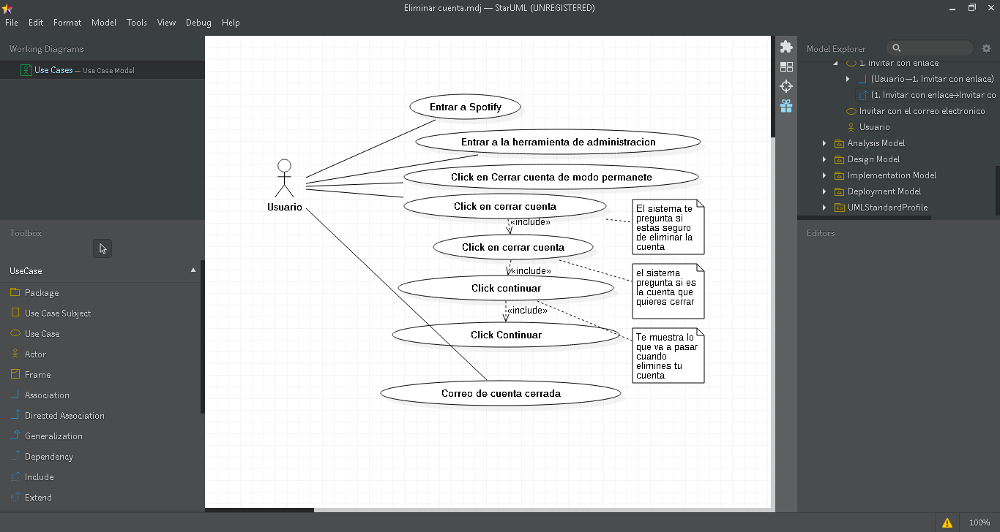 Eliminar cuenta.mdj — StarUML (UNREGISTERED)
File Edit Format Model Tools View Debug Help
Working Diagrams
Use Cases — Use Case Model
Toolbox
UseCase
Package
Use Case Subject
Use Case
Actor
Frame
Association
Directed Association
Generalization
Dependency
Include
Extend
Entrar a Spotify
Entrar a la herramienta de administracion
Click en Cerrar cuenta de modo permanete
Usuario
Click en cerrar cuenta
«include»
Click en cerrar cuenta
«include»
Click continuar
«include»
Click Continuar
Correo de cuenta cerrada
El sistema te
pregunta si
estas seguro
de eliminar la
cuenta
el sistema
pregunta si es
la cuenta que
quieres cerrar
Te muestra lo
que va a pasar
cuando
elimines tu
cuenta
Model Explorer
1. Invitar con enlace
(Usuario—1. Invitar con enlace)
(1. Invitar con enlace→Invitar co
Invitar con el correo electronico
Usuario
Analysis Model
Design Model
Implementation Model
Deployment Model
UMLStandardProfile
Editors
100%